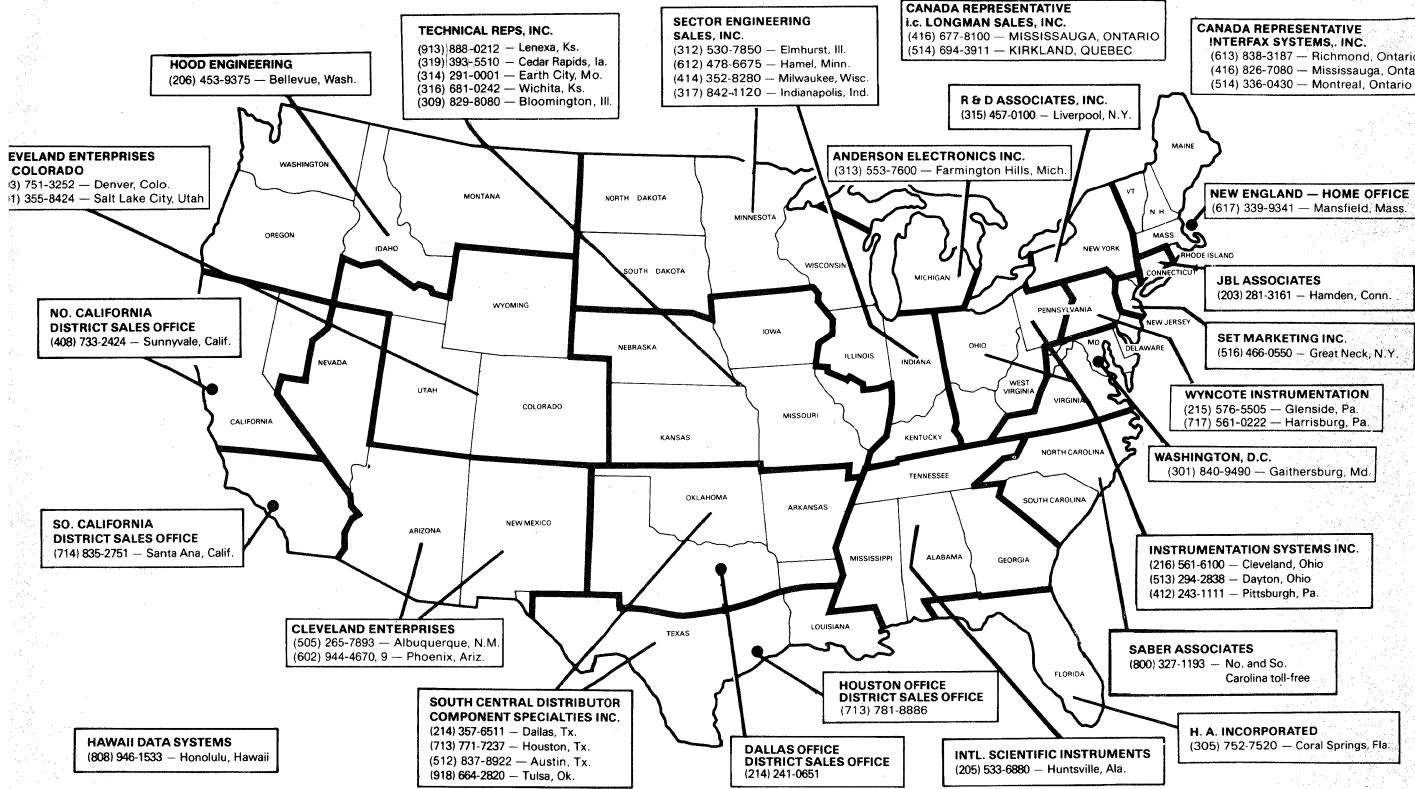 TECHNICAL REPS, INC.
(913) 888-0212 — Lenexa, Ks.
(319) 393-5510 — Cedar Rapids, Ia.
(314) 291-0001 — Earth City, Mo.
(316) 681-0242 — Wichita, Ks.
(309) 829-8080 — Bloomington, Ill.
SECTOR ENGINEERING
SALES, INC.
(312) 530-7850 — Elmhurst, Ill.
(612) 478-6675 — Hamel, Minn.
(414) 352-8280 — Milwaukee, Wisc.
(317) 842-1120 — Indianapolis, Ind.
CANADA REPRESENTATIVE
i.c. LONGMAN SALES, INC.
(416) 677-8100 — MISSISSAUGA, ONTARIO
(514) 694-3911 — KIRKLAND, QUEBEC
CANADA REPRESENTATIVE
INTERFAX SYSTEMS, INC.
(613) 838-3187 — Richmond, Ontario
(416) 826-7080 — Mississauga, Onta
(514) 336-0430 — Montreal, Ontario
HOOD ENGINEERING
(206) 453-9375 — Bellevue, Wash.
R & D ASSOCIATES, INC.
(315) 457-0100 — Liverpool, N.Y.
EVELAND ENTERPRISES
COLORADO
3) 751-3252 — Denver, Colo.
1) 355-8424 — Salt Lake City, Utah
ANDERSON ELECTRONICS INC.
(313) 553-7600 — Farmington Hills, Mich.
NEW ENGLAND — HOME OFFICE
(617) 339-9341 — Mansfield, Mass.
JBL ASSOCIATES
(203) 281-3161 — Hamden, Conn.
NO. CALIFORNIA
DISTRICT SALES OFFICE
(408) 733-2424 — Sunnyvale, Calif.
SET MARKETING INC.
(516) 466-0550 — Great Neck, N.Y.
WYNCOTE INSTRUMENTATION
(215) 576-5505 — Glenside, Pa.
(717) 561-0222 — Harrisburg, Pa.
WASHINGTON, D.C.
(301) 840-9490 — Gaithersburg, Md.
SO. CALIFORNIA
DISTRICT SALES OFFICE
(714) 835-2751 — Santa Ana, Calif.
INSTRUMENTATION SYSTEMS INC.
(216) 561-6100 — Cleveland, Ohio
(513) 294-2838 — Dayton, Ohio
(412) 243-1111 — Pittsburgh, Pa.
CLEVELAND ENTERPRISES
(505) 265-7893 — Albuquerque, N.M.
(602) 944-4670, 9 — Phoenix, Ariz.
SABER ASSOCIATES
(800) 327-1193 — No. and So.
Carolina toll-free
SOUTH CENTRAL DISTRIBUTOR
COMPONENT SPECIALTIES INC.
(214) 357-6511 — Dallas, Tx.
(713) 771-7237 — Houston, Tx.
(512) 837-8922 — Austin, Tx.
(918) 664-2820 — Tulsa, Ok.
HOUSTON OFFICE
DISTRICT SALES OFFICE
(713) 781-8886
H. A. INCORPORATED
(305) 752-7520 — Coral Springs, Fla.
HAWAII DATA SYSTEMS
(808) 946-1533 — Honolulu, Hawaii
DALLAS OFFICE
DISTRICT SALES OFFICE
(214) 241-0651
INTL. SCIENTIFIC INSTRUMENTS
(205) 533-6880 — Huntsville, Ala.
WASHINGTON
MONTANA
NORTH DAKOTA
MINNESOTA
MAINE
VT
N.H.
MASS
RHODE ISLAND
CONNECTICUT
NEW YORK
OREGON
IDAHO
SOUTH DAKOTA
WISCONSIN
MICHIGAN
WYOMING
PENNSYLVANIA
NEW JERSEY
IOWA
NEBRASKA
ILLINOIS
INDIANA
OHIO
MD
DELAWARE
NEVADA
UTAH
COLORADO
WEST
VIRGINIA
VIRGINIA
CALIFORNIA
KANSAS
MISSOURI
KENTUCKY
NORTH CAROLINA
TENNESSEE
SOUTH CAROLINA
OKLAHOMA
ARKANSAS
ARIZONA
NEW MEXICO
MISSISSIPPI
ALABAMA
GEORGIA
TEXAS
LOUISIANA
FLORIDA